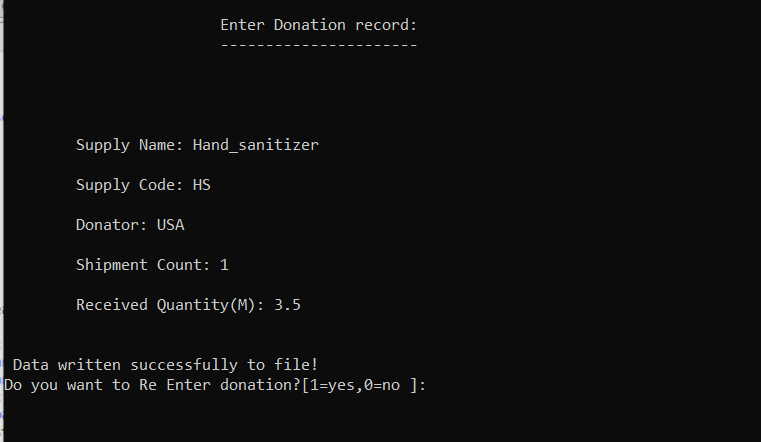 Enter Donation record:
----------------------
Supply Name: Hand_sanitizer
Supply Code: HS
Donator: USA
Shipment Count: 1
Received Quantity(M): 3.5
Data written successfully to file!
Do you want to Re Enter donation?[1=yes,0=no ]: